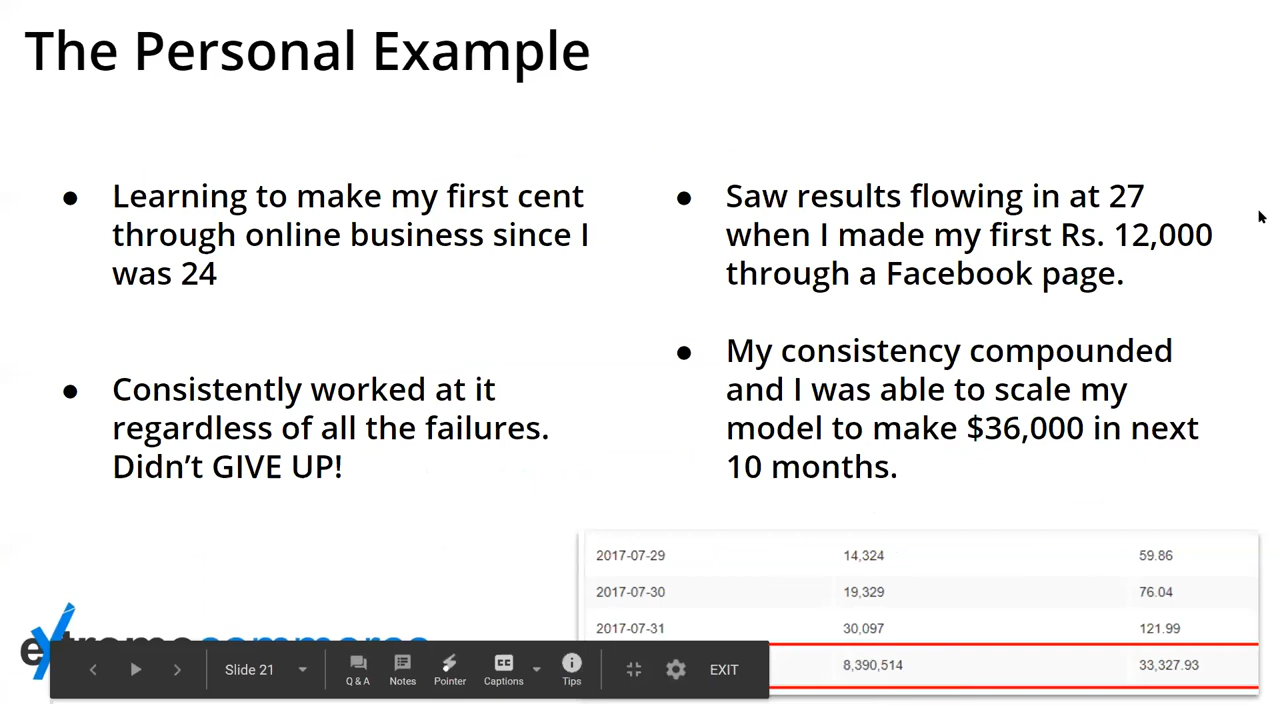 The Personal Example
● Learning to make my first cent
through online business since I
was 24
● Consistently worked at it
regardless of all the failures.
Didn’t GIVE UP!
● Saw results flowing in at 27
when I made my first Rs. 12,000
through a Facebook page.
● My consistency compounded
and I was able to scale my
model to make $36,000 in next
10 months.
2017-07-29 14,324 59.86
2017-07-30 19,329 76.04
2017-07-31 30,097 121.99
8,390,514 33,327.93
Slide 21 Q & A Notes Pointer Captions Tips EXIT